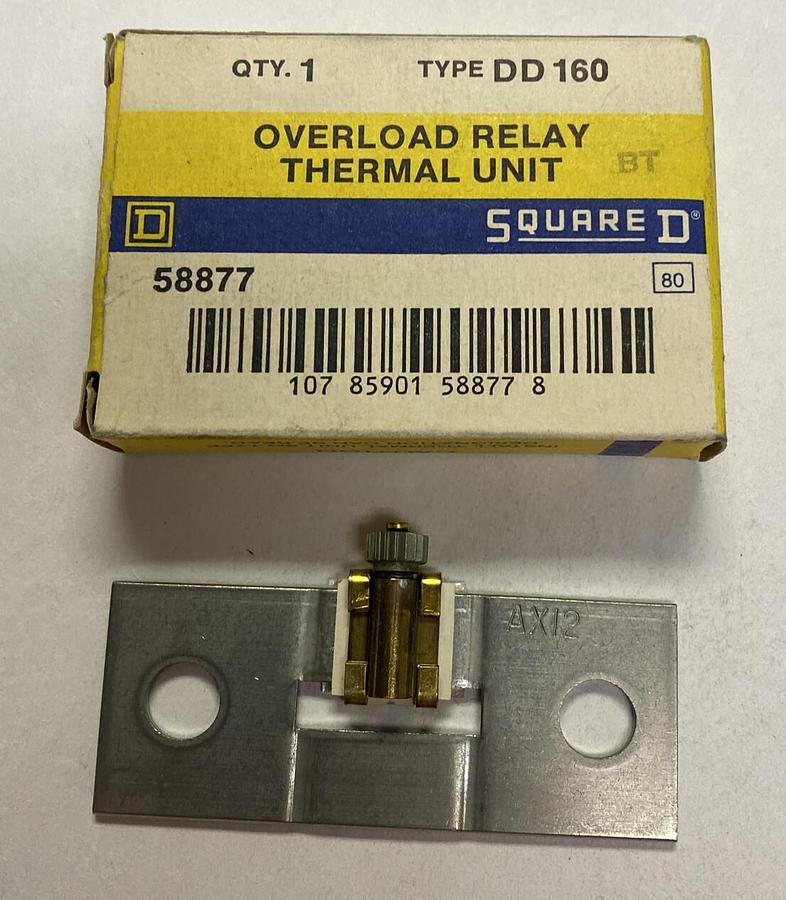 QTY. 1 TYPE DD 160
OVERLOAD RELAY
THERMAL UNIT BT
D SQUARE D®
58877 80
107 85901 58877 8
AX12